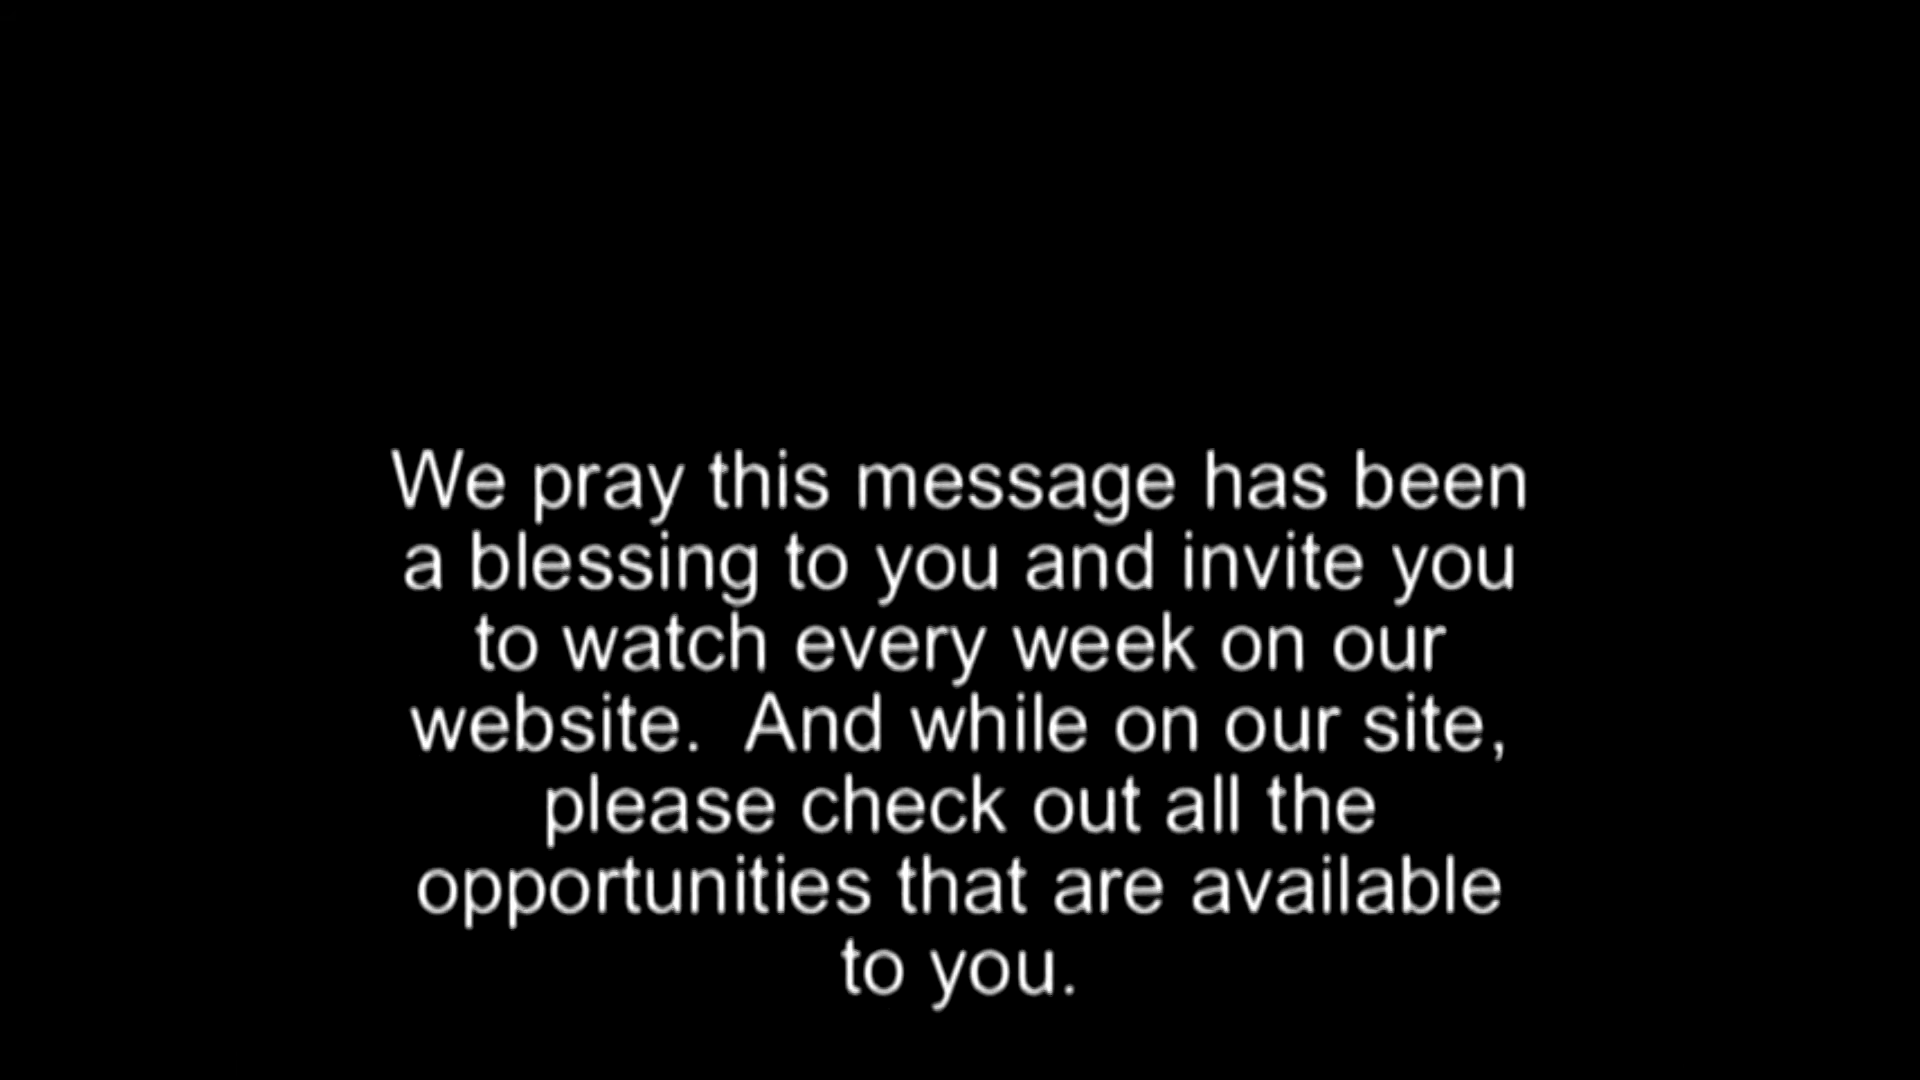 We pray this message has been
a blessing to you and invite you
to watch every week on our
website.  And while on our site,
please check out all the
opportunities that are available
to you.